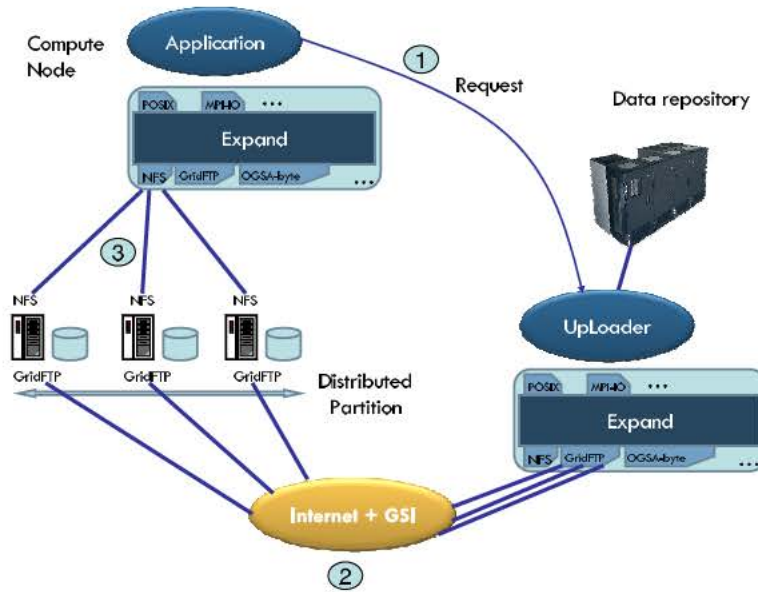 Application
Compute
Node
1
Request
Data repository
POSIX MPI-IO ...
Expand
NFS GridFTP OGSA-byte ...
3
NFS NFS NFS
UpLoader
GridFTP GridFTP GridFTP
Distributed
Partition
POSIX MPI-IO ...
Expand
NFS GridFTP OGSA-byte ...
Internet + GSI
2